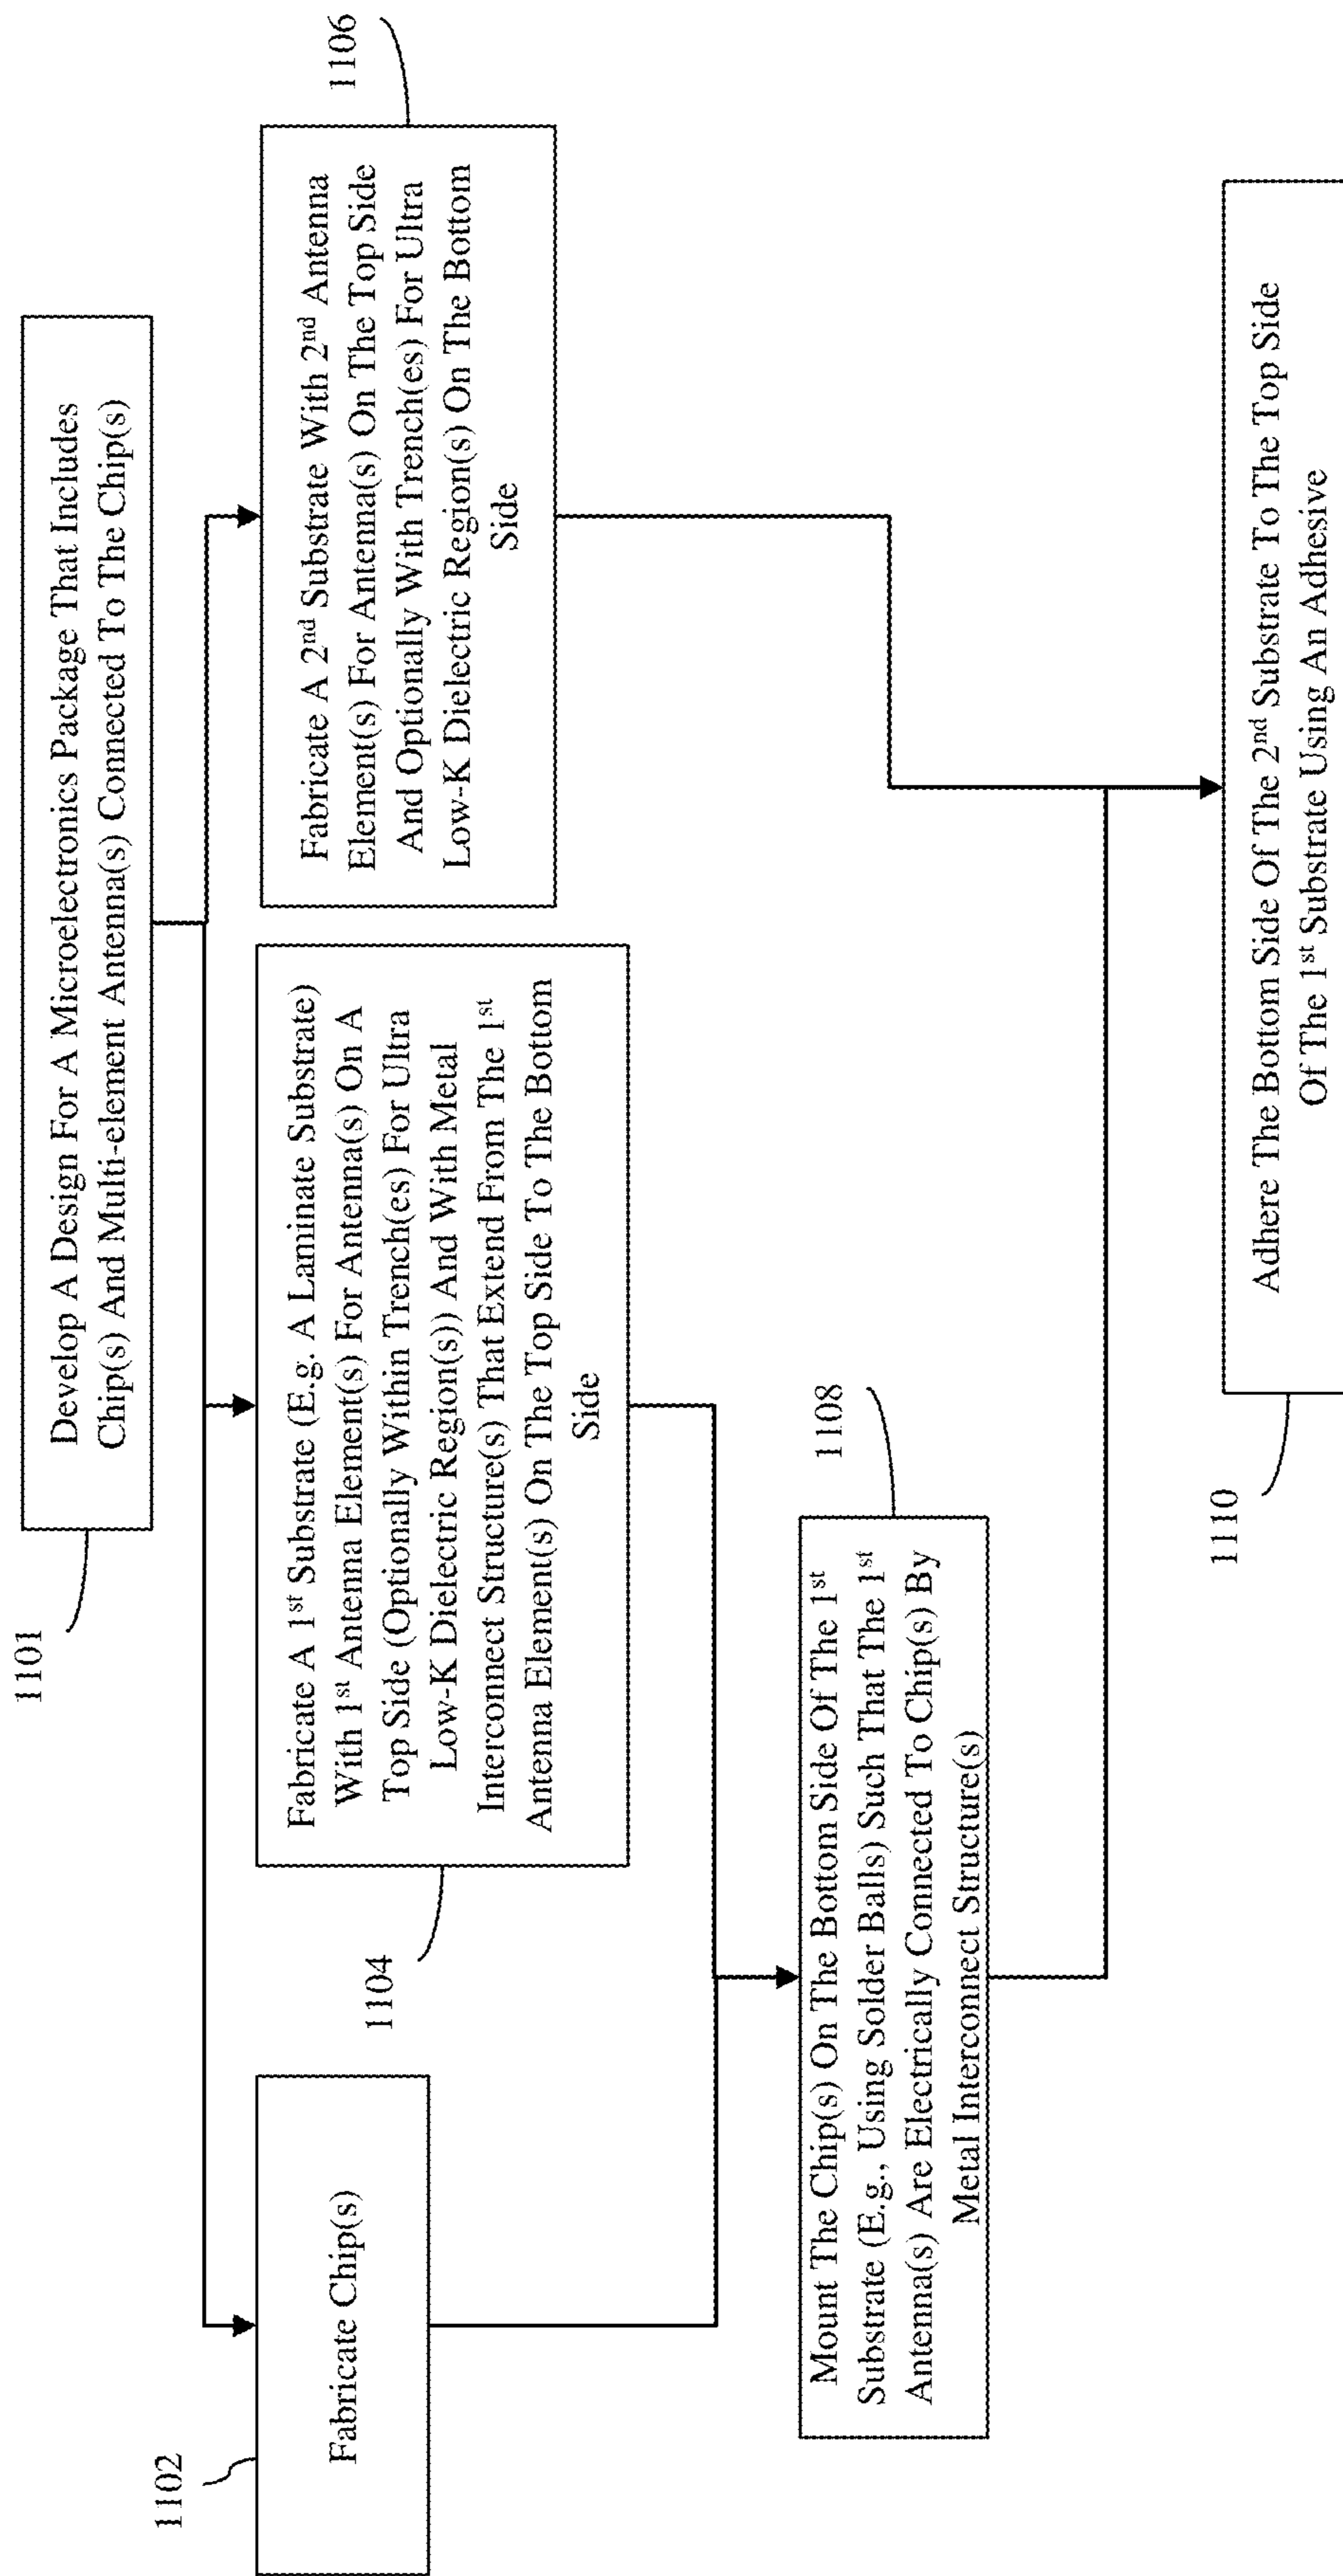 1101
Develop A Design For A Microelectronics Package That Includes
Chip(s) And Multi-element Antenna(s) Connected To The Chip(s)
1102
Fabricate Chip(s)
1104
Fabricate A 1st Substrate (E.g. A Laminate Substrate)
With 1st Antenna Element(s) For Antenna(s) On A
Top Side (Optionally Within Trench(es) For Ultra
Low-K Dielectric Region(s)) And With Metal
Interconnect Structure(s) That Extend From The 1st
Antenna Element(s) On The Top Side To The Bottom
Side
1106
Fabricate A 2nd Substrate With 2nd Antenna
Element(s) For Antenna(s) On The Top Side
And Optionally With Trench(es) For Ultra
Low-K Dielectric Region(s) On The Bottom
Side
1108
Mount The Chip(s) On The Bottom Side Of The 1st
Substrate (E.g., Using Solder Balls) Such That The 1st
Antenna(s) Are Electrically Connected To Chip(s) By
Metal Interconnect Structure(s)
1110
Adhere The Bottom Side Of The 2nd Substrate To The Top Side
Of The 1st Substrate Using An Adhesive